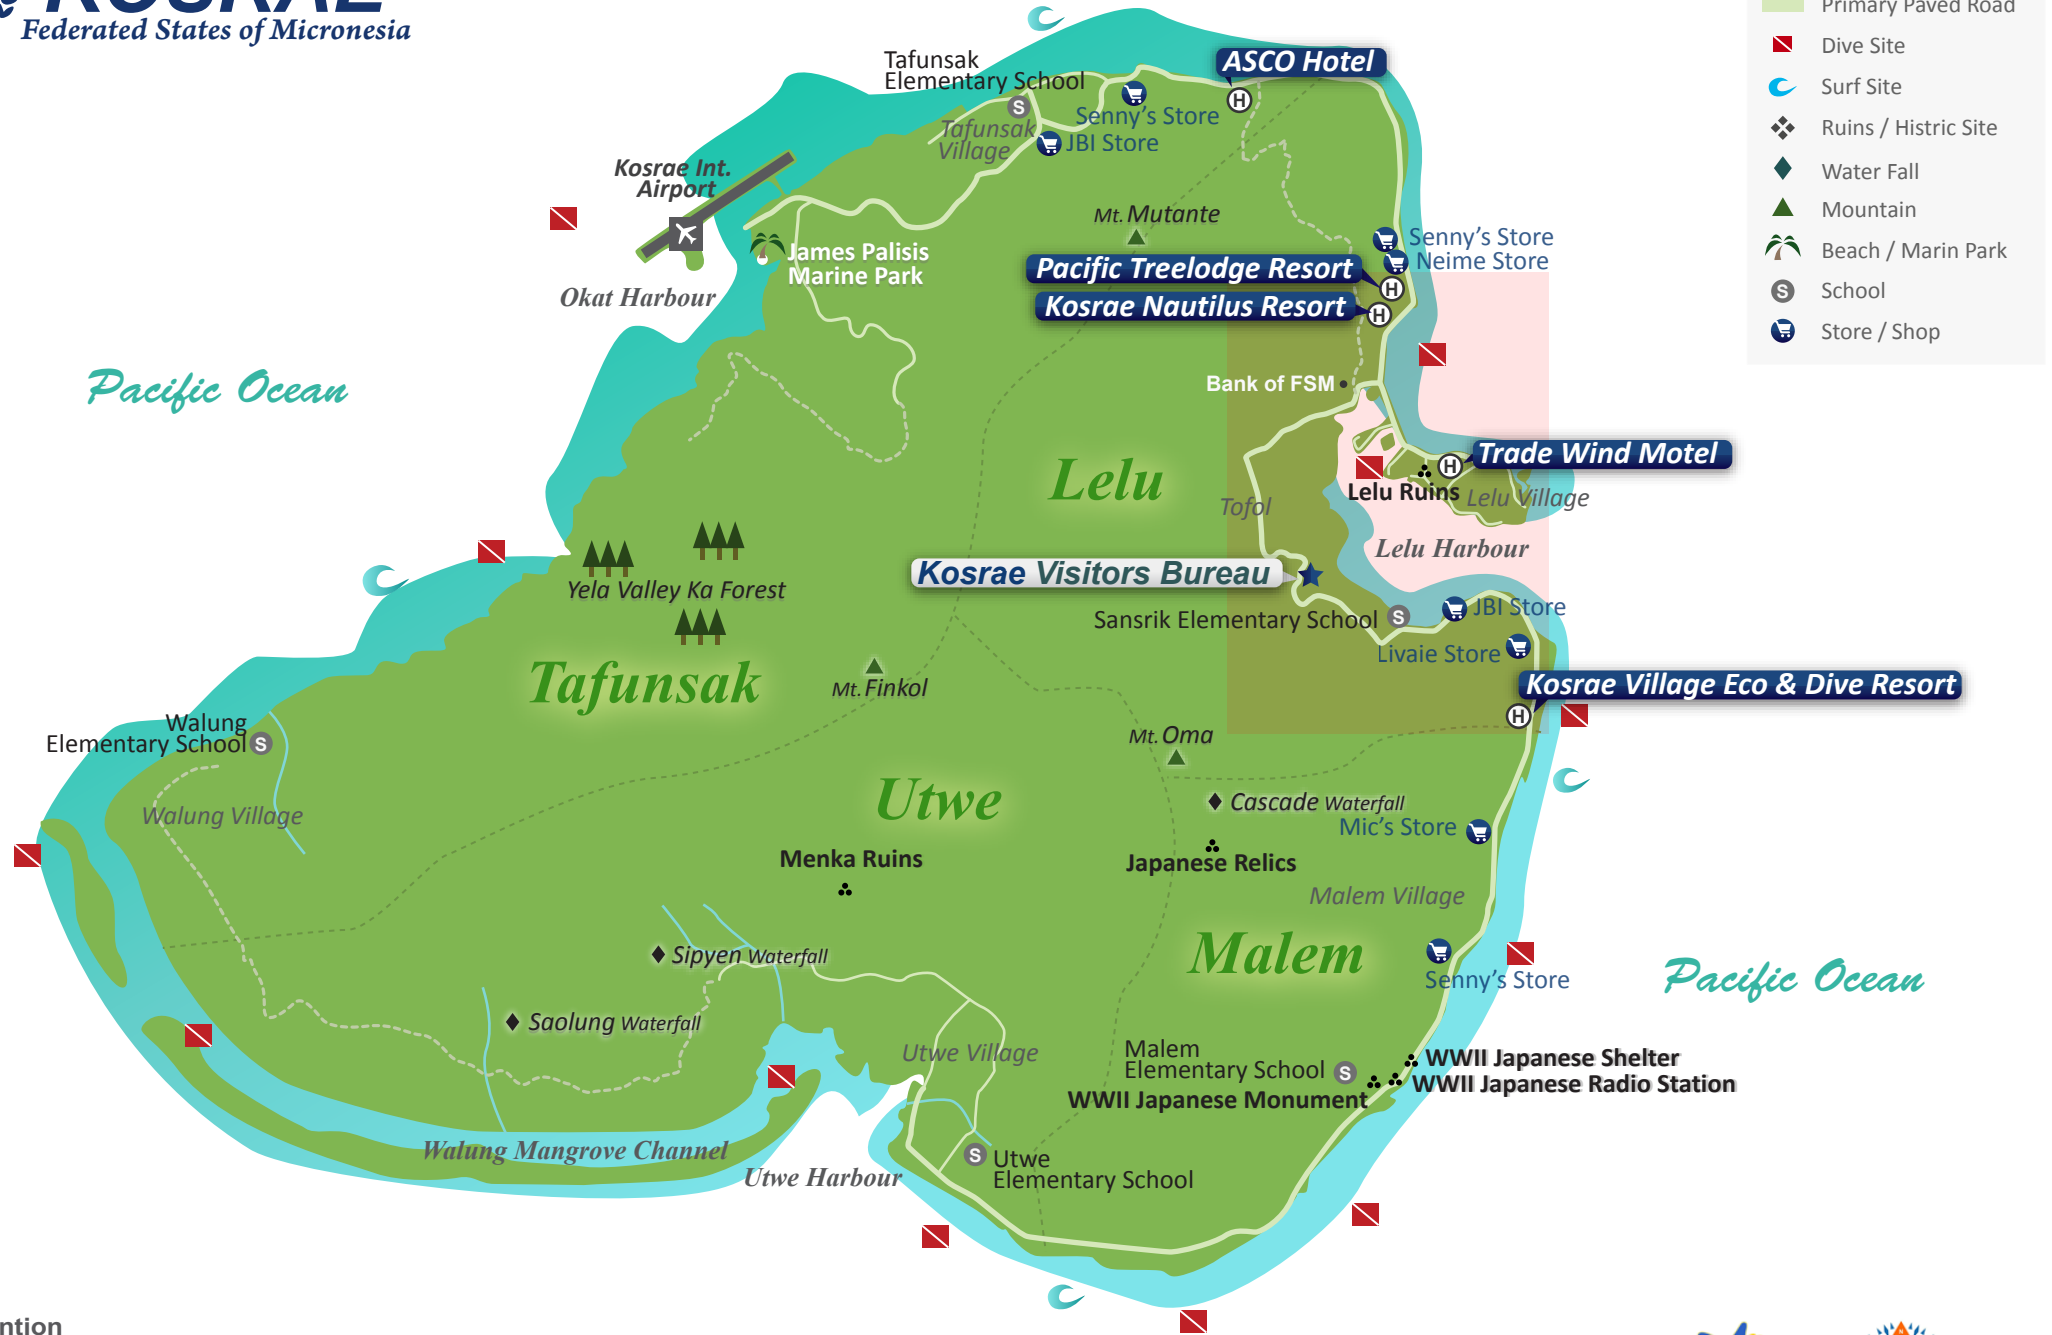 KOSRAE
Federated States of Micronesia
Primary Paved Road
Dive Site
Surf Site
Ruins / Histric Site
Water Fall
Mountain
Beach / Marin Park
School
Store / Shop
Tafunsak
Elementary School
ASCO Hotel
Senny's Store
Tafunsak
Village
JBI Store
Kosrae Int.
Airport
Mt. Mutante
James Palisis
Marine Park
Okat Harbour
Senny's Store
Neime Store
Pacific Treelodge Resort
Kosrae Nautilus Resort
Pacific Ocean
Bank of FSM
Lelu
Trade Wind Motel
Lelu Ruins
Lelu Village
Tofol
Lelu Harbour
Kosrae Visitors Bureau
Yela Valley Ka Forest
Sansrik Elementary School
JBI Store
Livaie Store
Tafunsak
Mt. Finkol
Kosrae Village Eco & Dive Resort
Walung
Elementary School
Mt. Oma
Utwe
Cascade Waterfall
Mic's Store
Walung Village
Menka Ruins
Japanese Relics
Malem Village
Malem
Sipyen Waterfall
Senny's Store
Pacific Ocean
Saolung Waterfall
Utwe Village
Malem
Elementary School
WWII Japanese Shelter
WWII Japanese Radio Station
WWII Japanese Monument
Walung Mangrove Channel
Utwe Harbour
Utwe
Elementary School
ntion